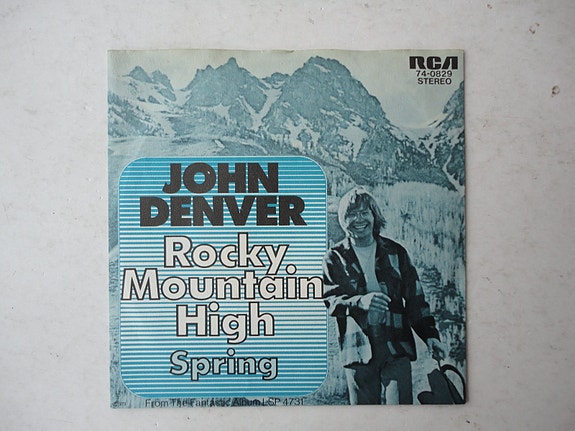 RCA
74-0829
STEREO
JOHN
DENVER
Rocky
Mountain
High
Spring
From The Fantastic Album LSP 4731